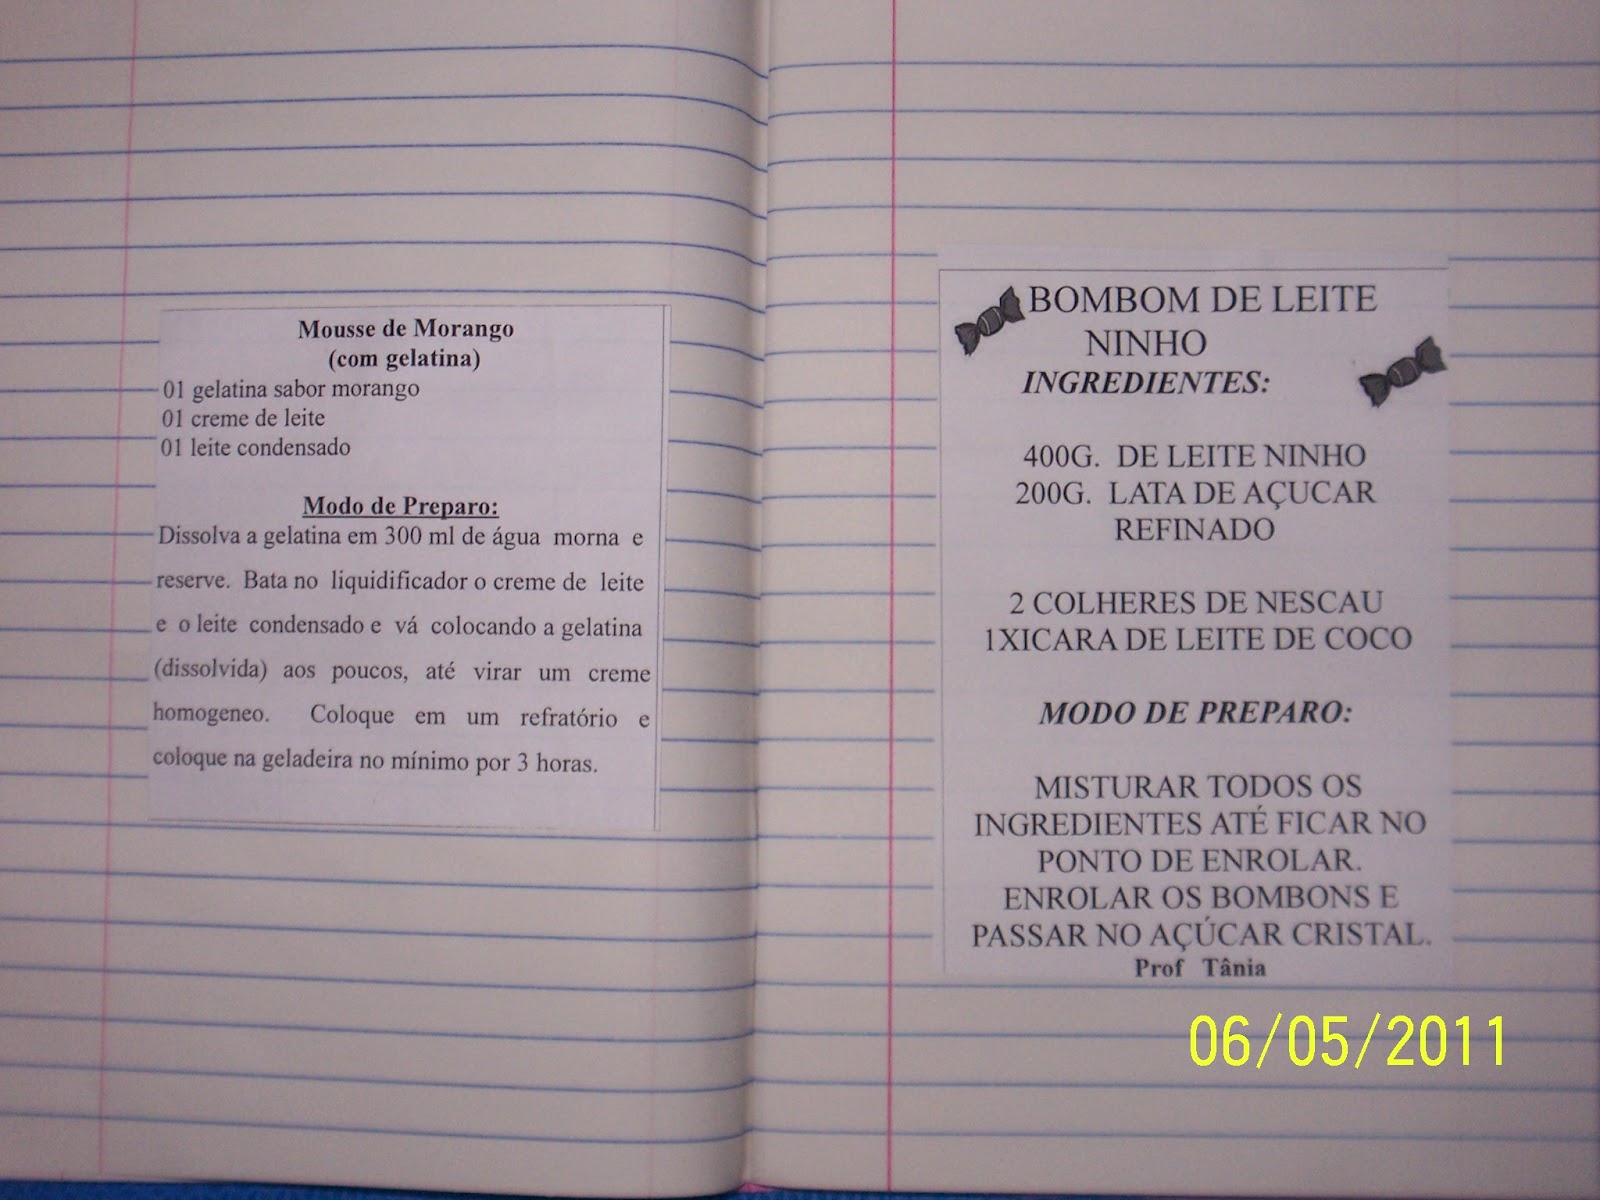 Mousse de Morango
(com gelatina)
01 gelatina sabor morango
01 creme de leite
01 leite condensado
Modo de Preparo:
Dissolva a gelatina em 300 ml de água morna e
reserve. Bata no liquidificador o creme de leite
e o leite condensado e vá colocando a gelatina
(dissolvida) aos poucos, até virar um creme
homogeneo. Coloque em um refratório e
coloque na geladeira no mínimo por 3 horas.
BOMBOM DE LEITE
NINHO
INGREDIENTES:
400G. DE LEITE NINHO
200G. LATA DE AÇUCAR
REFINADO
2 COLHERES DE NESCAU
1XICARA DE LEITE DE COCO
MODO DE PREPARO:
MISTURAR TODOS OS
INGREDIENTES ATÉ FICAR NO
PONTO DE ENROLAR.
ENROLAR OS BOMBONS E
PASSAR NO AÇÚCAR CRISTAL.
Prof Tânia
06/05/2011